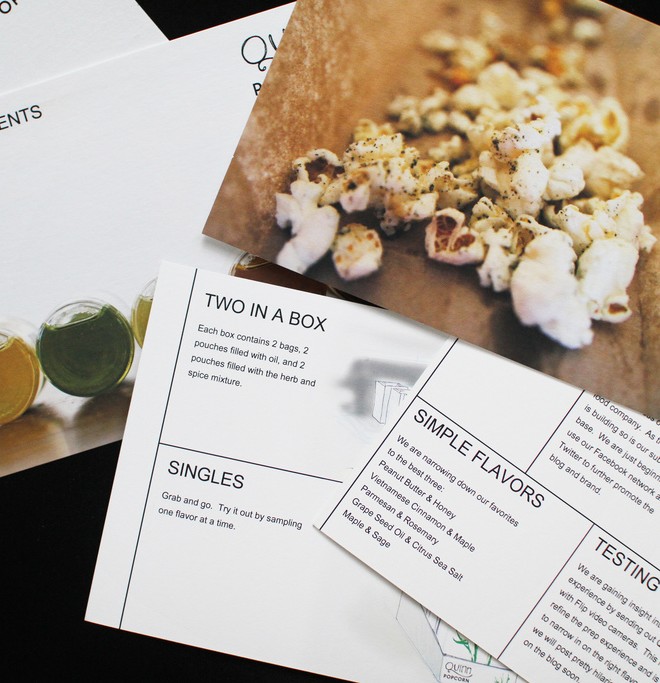 ENTS
Quinn
TWO IN A BOX
Each box contains 2 bags, 2
pouches filled with oil, and 2
pouches filled with the herb and
spice mixture.
SINGLES
Grab and go. Try it out by sampling
one flavor at a time.
SIMPLE FLAVORS
We are narrowing down our favorites
to the best three:
Peanut Butter & Honey
Vietnamese Cinnamon & Maple
Parmesan & Rosemary
Grape Seed Oil & Citrus Sea Salt
Maple & Sage
food company. As
is building so is our sub
base. We are just beginn
use our Facebook network a
Twitter to further promote the
blog and brand.
TESTING
We are gaining insight in
experience by sending out
with Flip video cameras. This
refine the prep experience and
to narrow in on the right flavo
we will post pretty hilario
on the blog soon.
Quinn
POPCORN